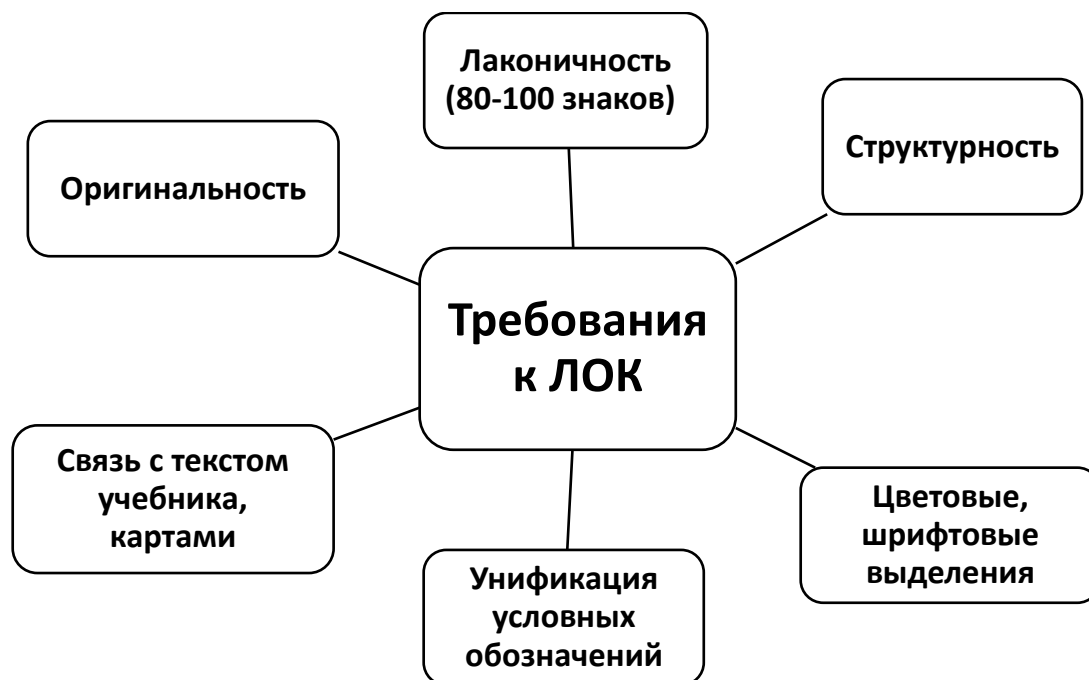 Лаконичность
(80-100 знаков)
Структурность
Оригинальность
Требования
к ЛОК
Связь с текстом
учебника,
картами
Цветовые,
шрифтовые
выделения
Унификация
условных
обозначений